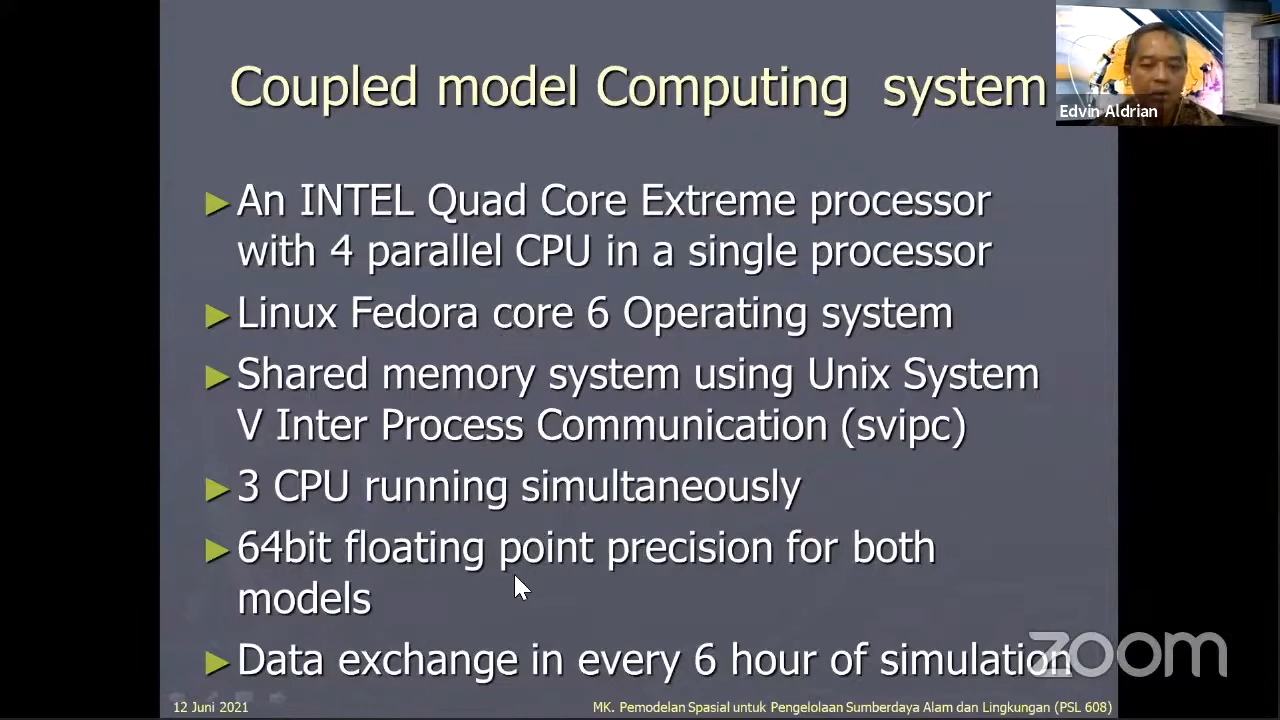 Coupled model Computing system
Edvin Aldrian
► An INTEL Quad Core Extreme processor
with 4 parallel CPU in a single processor
► Linux Fedora core 6 Operating system
► Shared memory system using Unix System
V Inter Process Communication (svipc)
► 3 CPU running simultaneously
► 64bit floating point precision for both
models
► Data exchange in every 6 hour of simulation
zoom
12 Juni 2021
MK. Pemodelan Spasial untuk Pengelolaan Sumberdaya Alam dan Lingkungan (PSL 608)